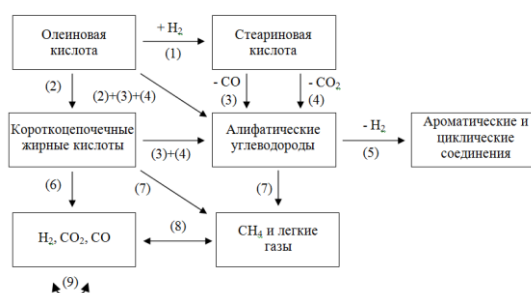 Олеиновая
кислота
+ H₂
(1)
Стеариновая
кислота
(2)
(2)+(3)+(4)
- CO
(3)
- CO₂
(4)
Короткоцепочечные
жирные кислоты
(3)+(4)
Алифатические
углеводороды
- H₂
(5)
Ароматические и
циклические
соединения
(6)
(7)
(7)
H₂, CO₂, CO
(8)
CH₄ и легкие
газы
(9)